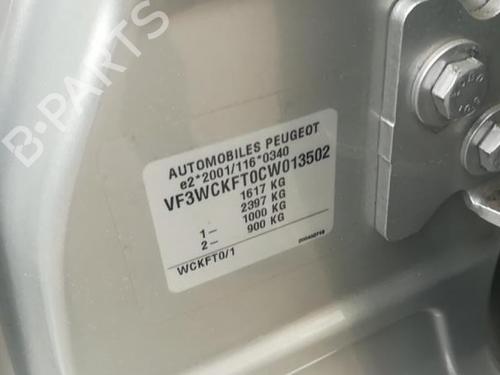 B-PARTS
AUTOMOBILES PEUGEOT
e2*2001/116*0340
VF3WCKFT0CW013502
1617 KG
2397 KG
1– 1000 KG
2– 900 KG
WCKFT0/1